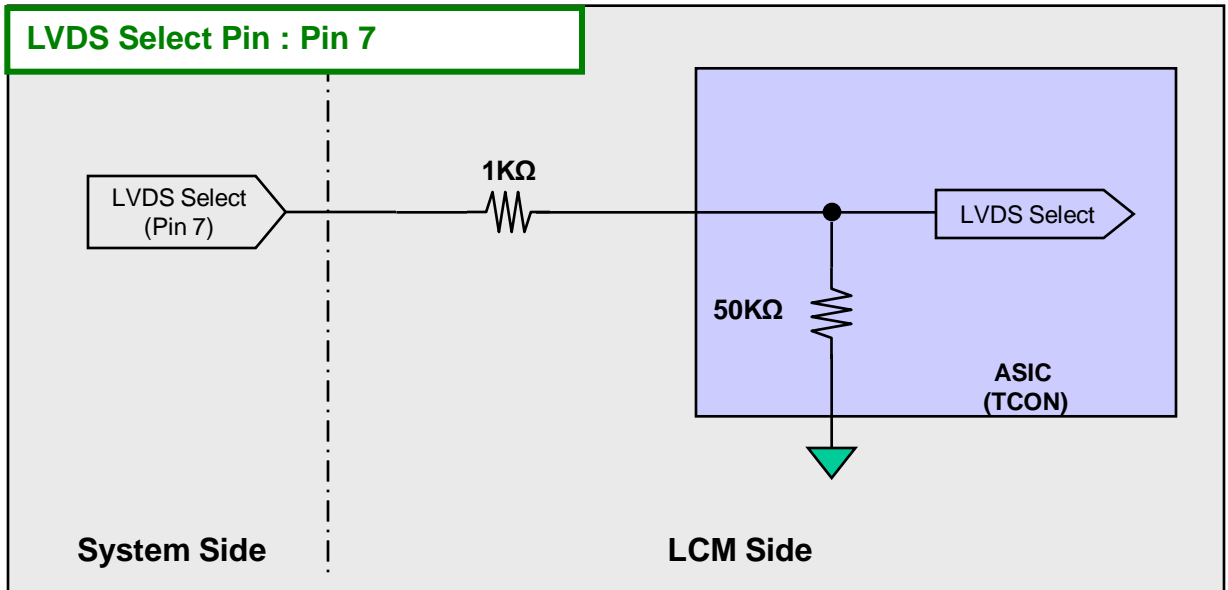 LVDS Select Pin : Pin 7
1KΩ
LVDS Select
(Pin 7)
LVDS Select
50KΩ
ASIC
(TCON)
System Side
LCM Side